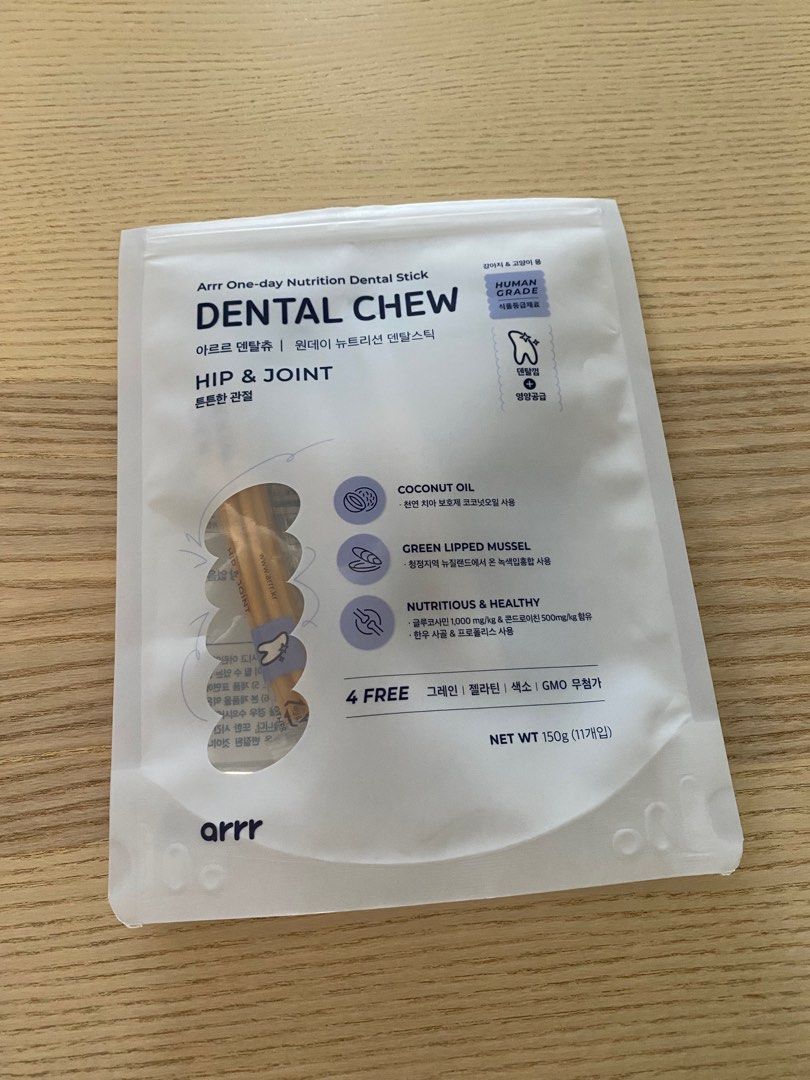 Arrr One-day Nutrition Dental Stick
DENTAL CHEW
아르르 덴탈츄 | 원데이 뉴트리션 덴탈스틱
HIP & JOINT
튼튼한 관절
강아지 & 고양이 용
HUMAN
GRADE
식품등급재료
덴탈껌
+
영양공급
COCONUT OIL
· 천연 치아 보호제 코코넛오일 사용
GREEN LIPPED MUSSEL
· 청정지역 뉴질랜드에서 온 녹색입홍합 사용
NUTRITIOUS & HEALTHY
· 글루코사민 1,000 mg/kg & 콘드로이친 500mg/kg 함유
· 한우 사골 & 프로폴리스 사용
4 FREE 그레인 | 젤라틴 | 색소 | GMO 무첨가
NET WT 150g (11개입)
HIP & JOINT
www.arrr.kr
arrr